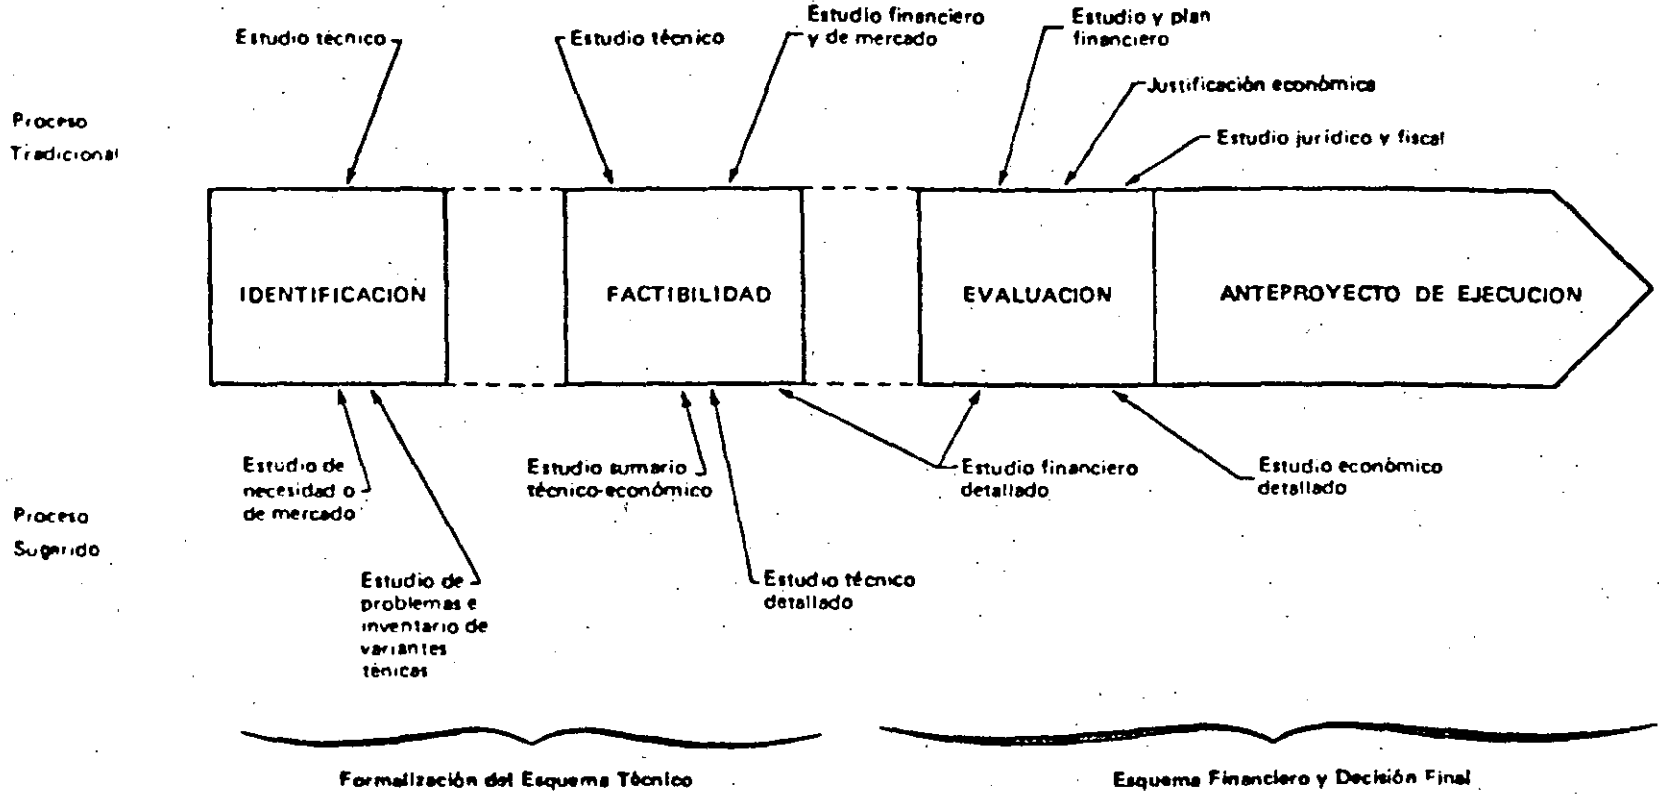 Estudio técnico
Estudio técnico
Estudio financiero
y de mercado
Estudio y plan
financiero
Justificación económica
Estudio jurídico y fiscal
Proceso
Tradicional
IDENTIFICACION
FACTIBILIDAD
EVALUACION
ANTEPROYECTO DE EJECUCION
Estudio de
necesidad o
de mercado
Estudio sumario
técnico-económico
Estudio financiero
detallado
Estudio económico
detallado
Proceso
Sugerido
Estudio de
problemas e
inventario de
variantes
ténicas
Estudio técnico
detallado
Formalización del Esquema Técnico
Esquema Financiero y Decisión Final